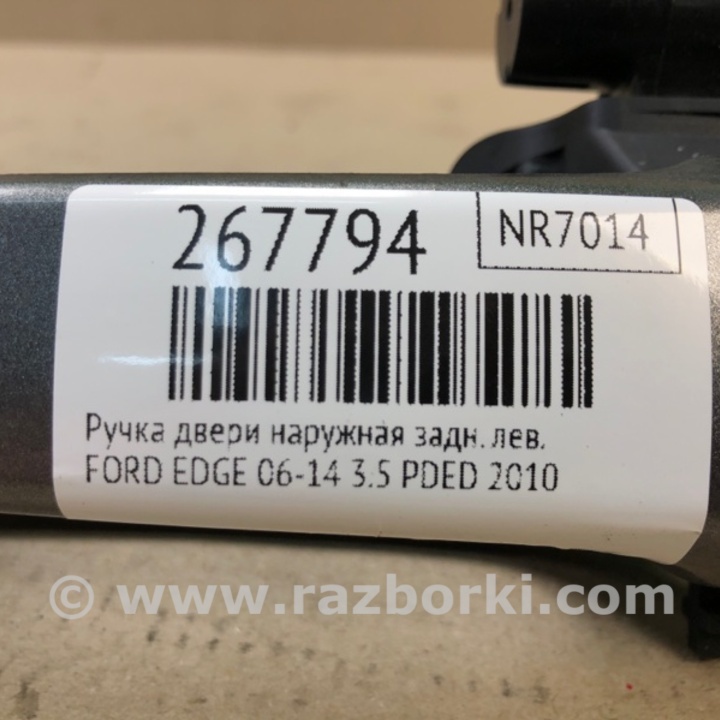 267794
NR7014
Ручка двери наружная задн. лев.
FORD EDGE 06-14 3.5 PDED 2010
© www.razborki.com